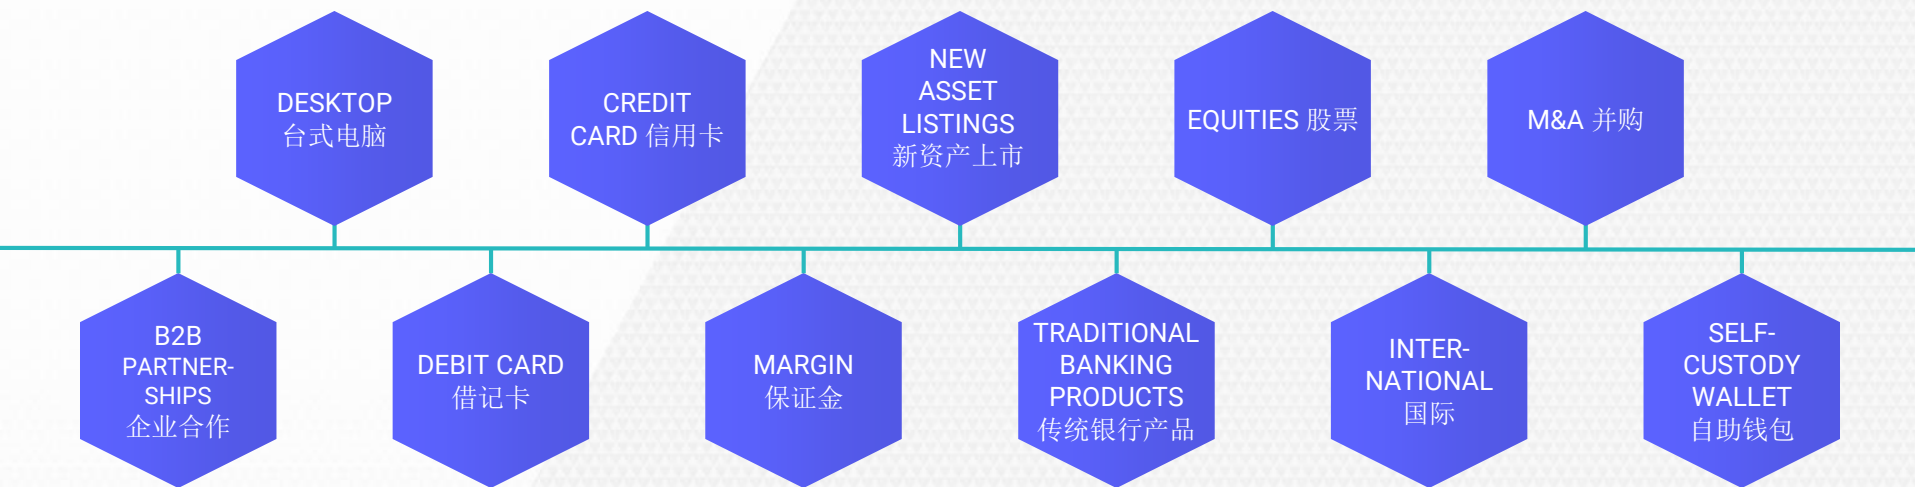 DESKTOP
台式电脑
CREDIT
CARD 信用卡
NEW
ASSET
LISTINGS
新资产上市
EQUITIES 股票
M&A 并购
B2B
PARTNER-
SHIPS
企业合作
DEBIT CARD
借记卡
MARGIN
保证金
TRADITIONAL
BANKING
PRODUCTS
传统银行产品
INTER-
NATIONAL
国际
SELF-
CUSTODY
WALLET
自助钱包